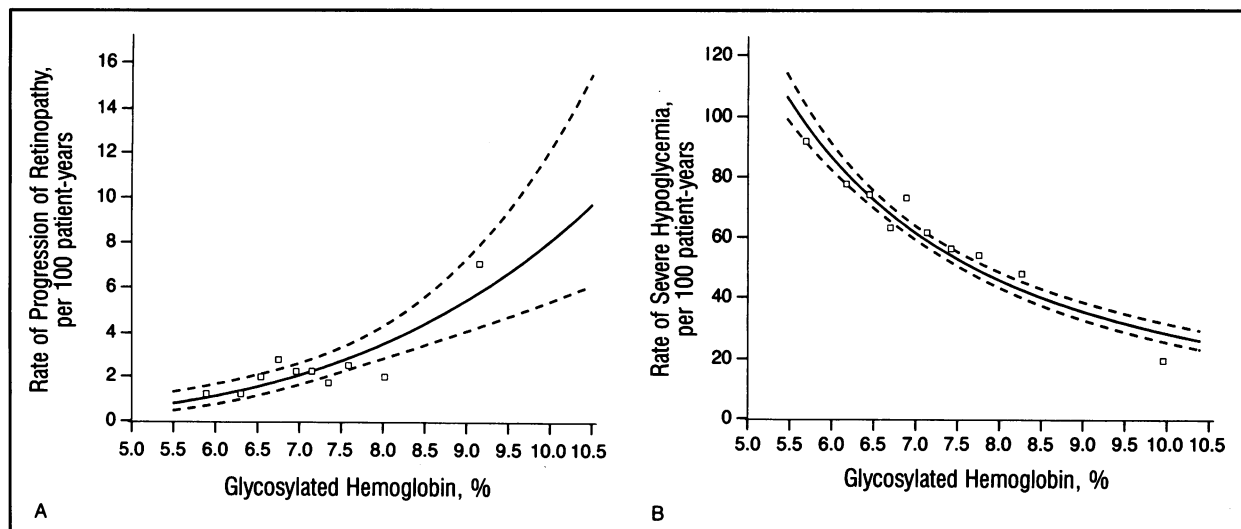 Rate of Progression of Retinopathy,
per 100 patient-years
16
14
12
10
8
6
4
2
0
5.0 5.5 6.0 6.5 7.0 7.5 8.0 8.5 9.0 9.5 10.0 10.5
Glycosylated Hemoglobin, %
A
Rate of Severe Hypoglycemia,
per 100 patient-years
120
100
80
60
40
20
0
5.0 5.5 6.0 6.5 7.0 7.5 8.0 8.5 9.0 9.5 10.0 10.5
Glycosylated Hemoglobin, %
B